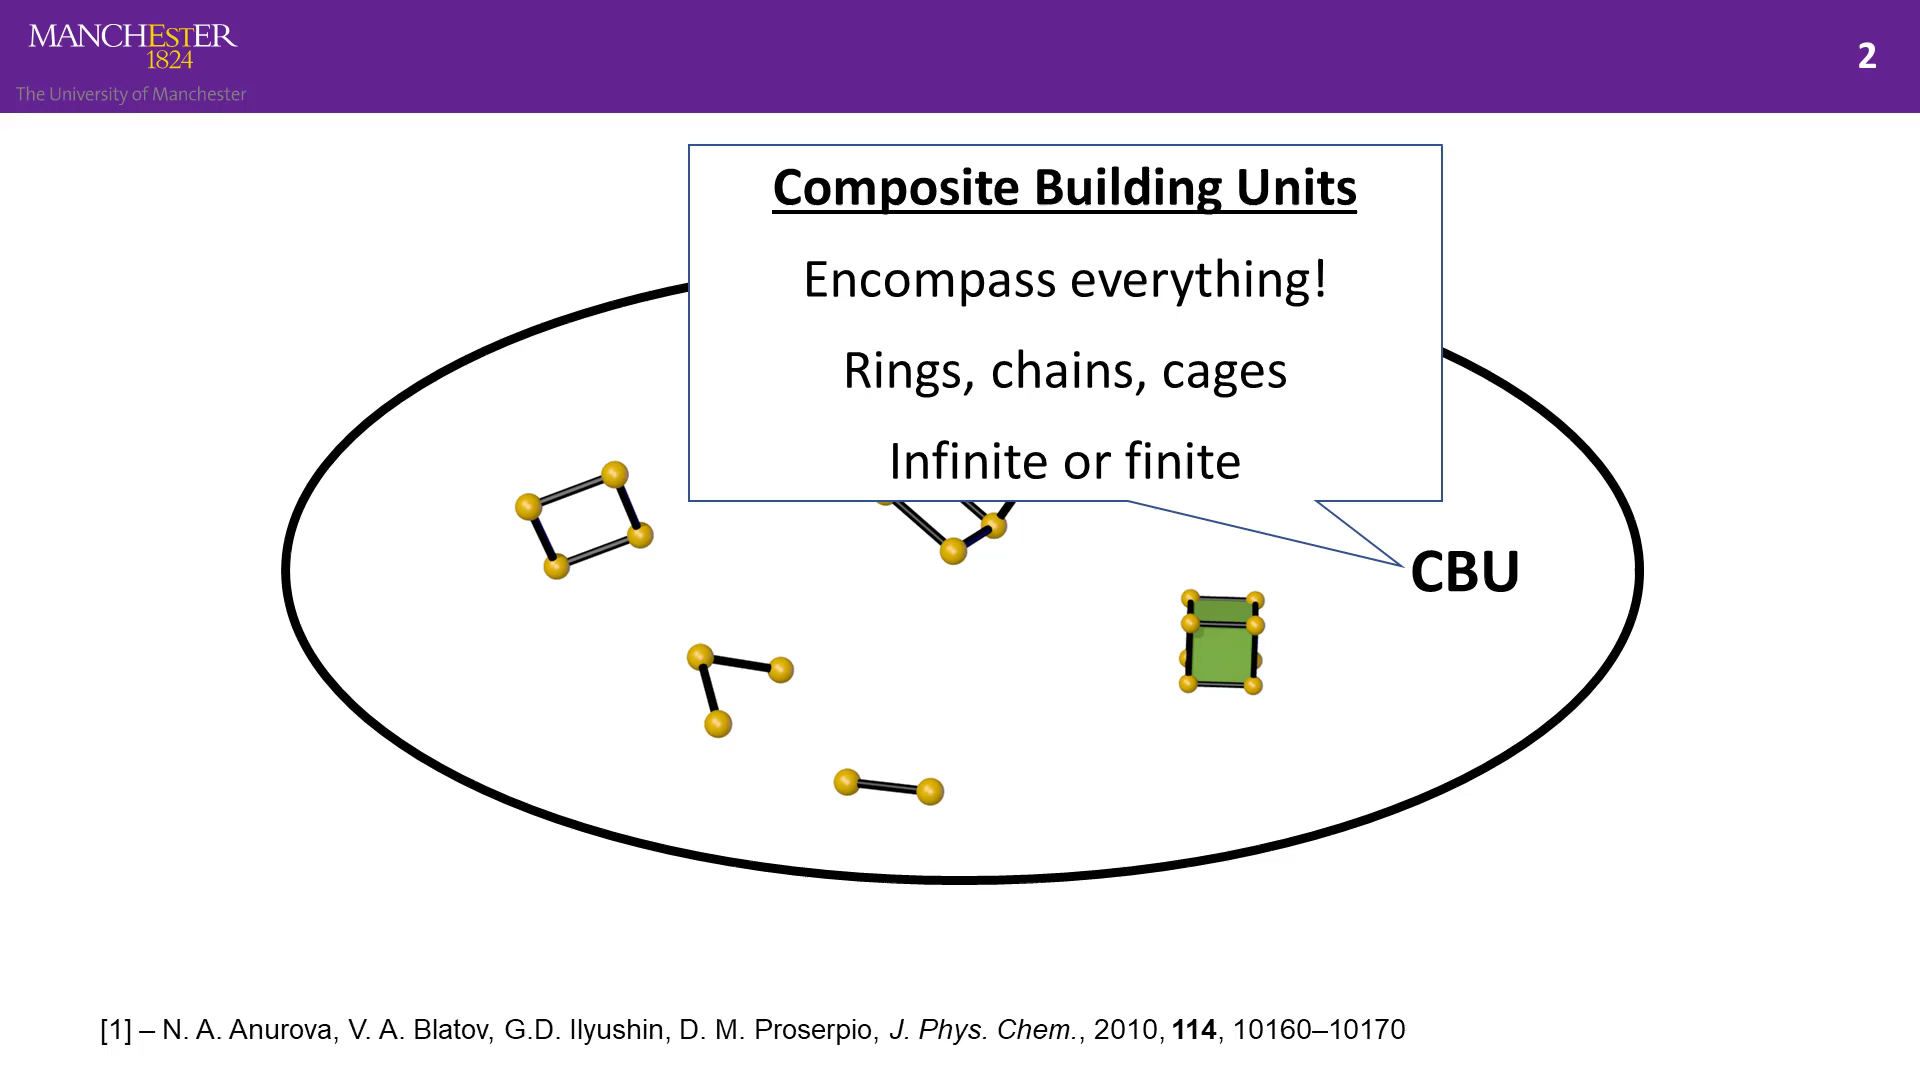 MANCHESTER
1824
The University of Manchester
2
Composite Building Units
Encompass everything!
Rings, chains, cages
Infinite or finite
CBU
[1] – N. A. Anurova, V. A. Blatov, G.D. Ilyushin, D. M. Proserpio, J. Phys. Chem., 2010, 114, 10160–10170